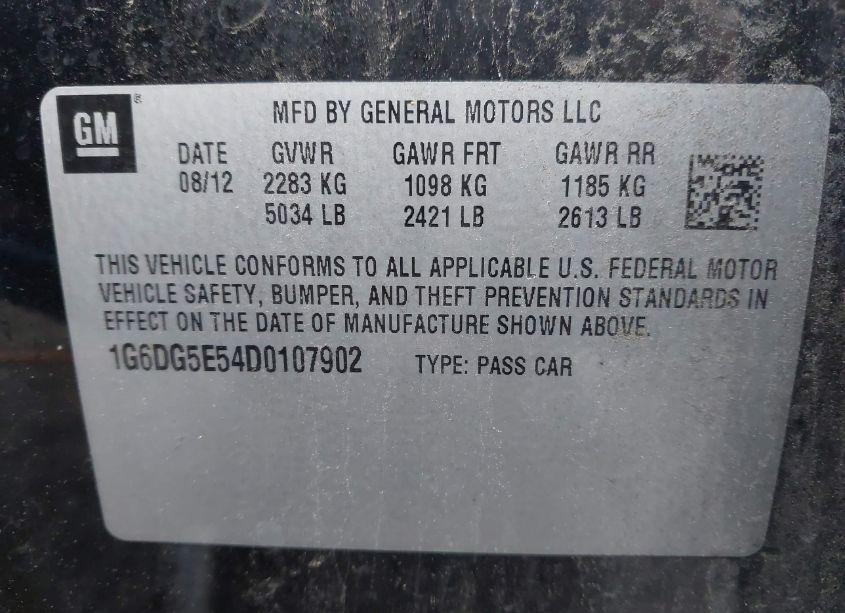 GM
MFD BY GENERAL MOTORS LLC
DATE GVWR GAWR FRT GAWR RR
08/12 2283 KG 1098 KG 1185 KG
5034 LB 2421 LB 2613 LB
THIS VEHICLE CONFORMS TO ALL APPLICABLE U.S. FEDERAL MOTOR
VEHICLE SAFETY, BUMPER, AND THEFT PREVENTION STANDARDS IN
EFFECT ON THE DATE OF MANUFACTURE SHOWN ABOVE.
1G6DG5E54D0107902 TYPE: PASS CAR